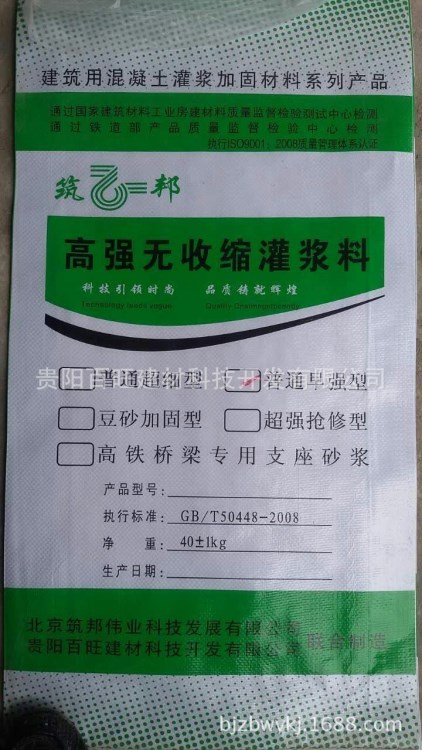 建筑用混凝土灌浆加固材料系列产品
通过国家建筑材料工业房建材料质量监督检验测试中心检测
通过铁道部产品质量监督检验中心检测
执行ISO9001：2008质量管理体系认证
筑 邦
高强无收缩灌浆料
科技引领时尚 品质铸就辉煌
普通超细型 普通早强型
贵阳百旺建材科技开发有限公司
豆砂加固型 超强抢修型
高铁桥梁专用支座砂浆
产品型号：
执行标准：GB/T50448-2008
净 重：40±1kg
生产日期：
北京筑邦伟业科技发展有限公司
贵阳百旺建材科技开发有限公司 联合制造
bjzbwykj.1688.com